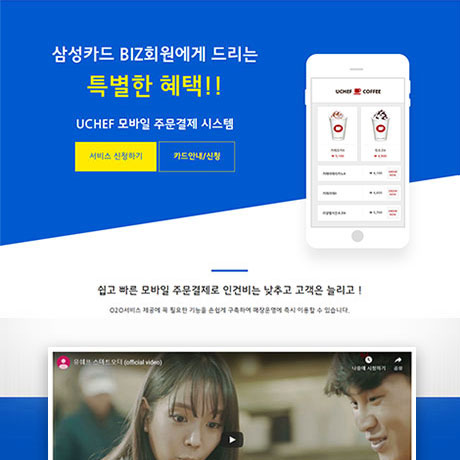 삼성카드 BIZ회원에게 드리는
특별한 혜택!!
UCHEF 모바일 주문결제 시스템
서비스 신청하기
카드안내/신청
UCHEF COFFEE
쉽고 빠른 모바일 주문결제로 인건비는 낮추고 고객은 늘리고 !
O2O서비스 제공에 꼭 필요한 기능을 손쉽게 구축하여 매장운영에 즉시 이용할 수 있습니다.
유쉐프 스마트오더 (official video)
나중에 시청하기
공유